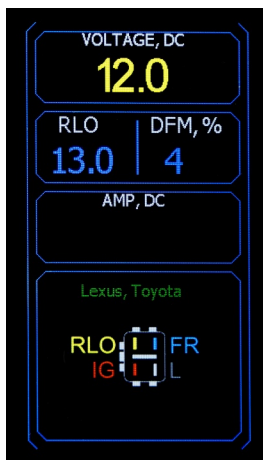 VOLTAGE, DC
12.0
RLO DFM, %
13.0 4
AMP, DC
Lexus, Toyota
RLO FR
IG L